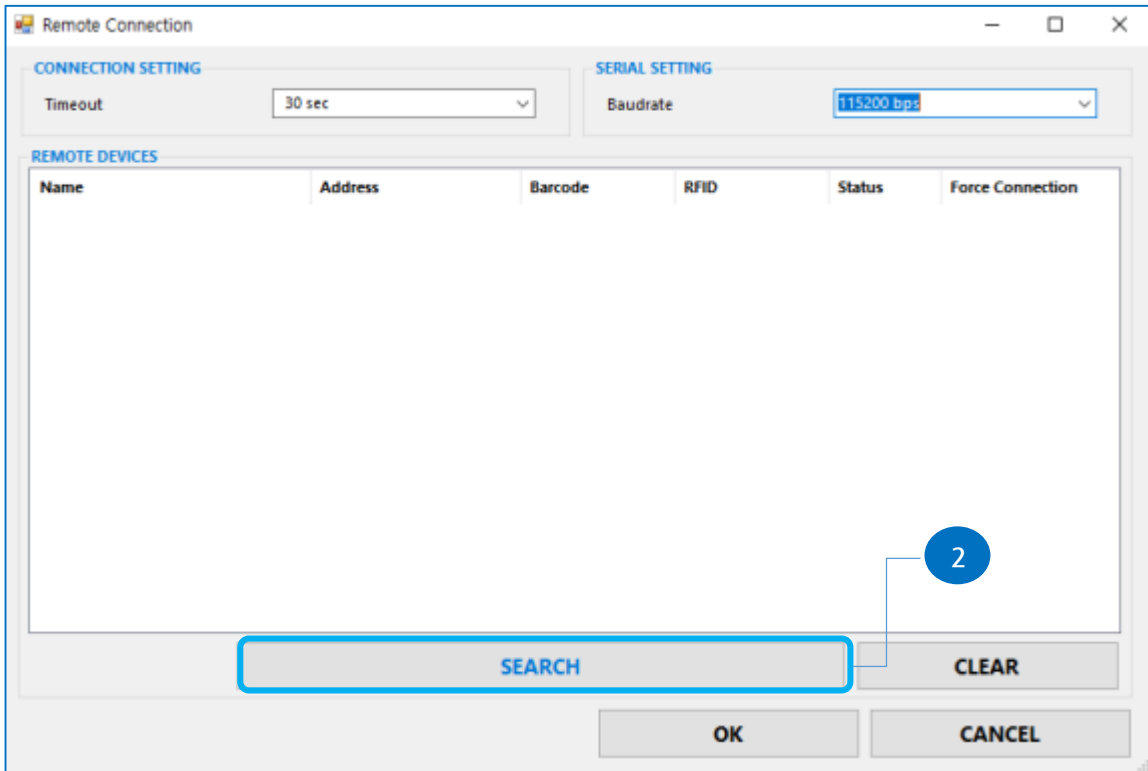 Remote Connection
CONNECTION SETTING
Timeout 30 sec
SERIAL SETTING
Baudrate 115200 bps
REMOTE DEVICES
Name Address Barcode RFID Status Force Connection
2
SEARCH CLEAR
OK CANCEL